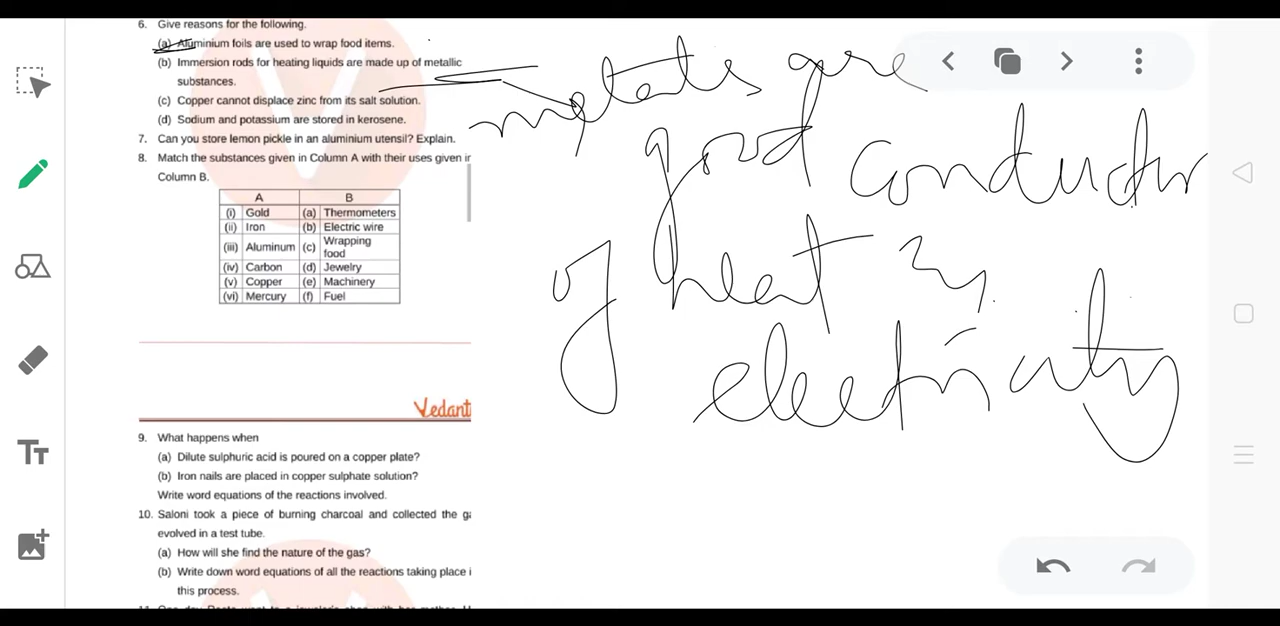 6. Give reasons for the following.
(a) Aluminium foils are used to wrap food items.
(b) Immersion rods for heating liquids are made up of metallic
substances.
(c) Copper cannot displace zinc from its salt solution.
(d) Sodium and potassium are stored in kerosene.
7. Can you store lemon pickle in an aluminium utensil? Explain.
8. Match the substances given in Column A with their uses given in
Column B.
A B
(i) Gold (a) Thermometers
(ii) Iron (b) Electric wire
(iii) Aluminum (c) Wrapping food
(iv) Carbon (d) Jewelry
(v) Copper (e) Machinery
(vi) Mercury (f) Fuel
Vedant
9. What happens when
(a) Dilute sulphuric acid is poured on a copper plate?
(b) Iron nails are placed in copper sulphate solution?
Write word equations of the reactions involved.
10. Saloni took a piece of burning charcoal and collected the ga
evolved in a test tube.
(a) How will she find the nature of the gas?
(b) Write down word equations of all the reactions taking place i
this process.
metals are
good conductor
of heat &
electricity
Tt